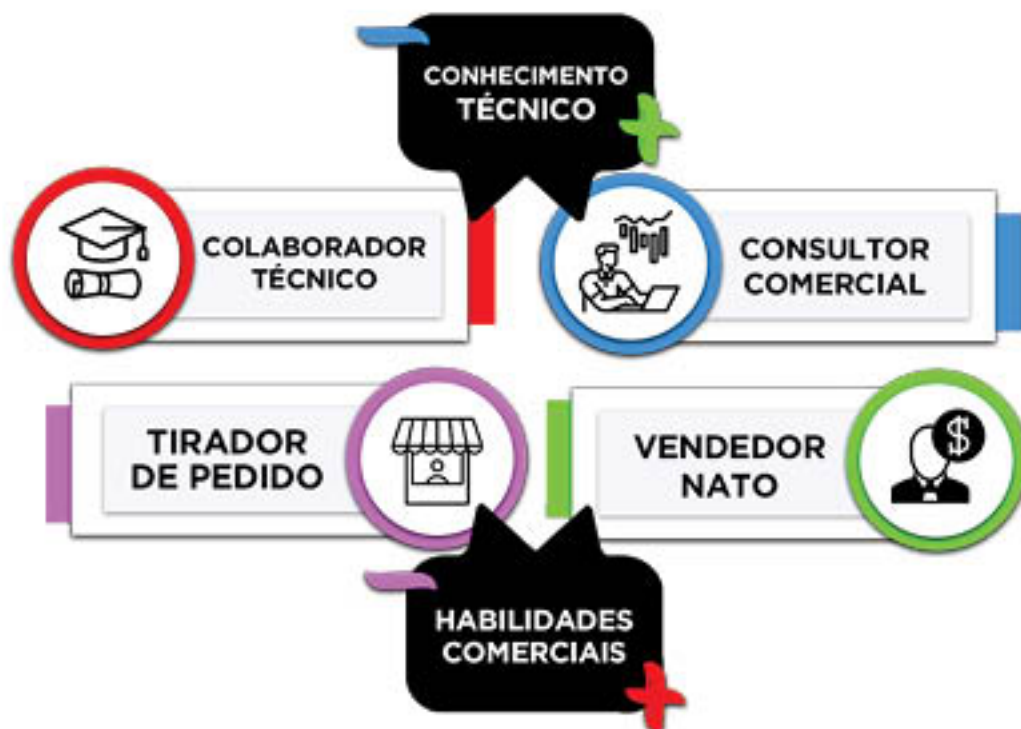 CONHECIMENTO
TÉCNICO
COLABORADOR
TÉCNICO
CONSULTOR
COMERCIAL
TIRADOR
DE PEDIDO
VENDEDOR
NATO
$
HABILIDADES
COMERCIAIS